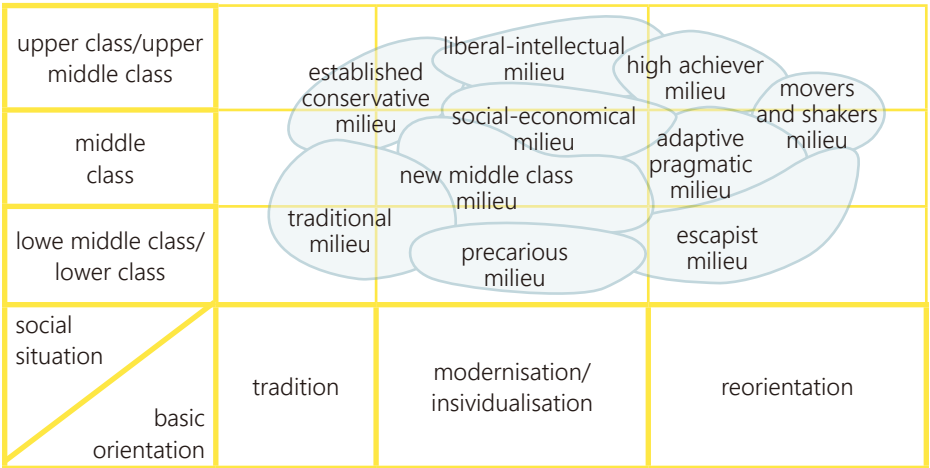 upper class/upper
middle class
liberal-intellectual
milieu
established
conservative
milieu
high achiever
milieu
movers
and shakers
milieu
middle
class
social-economical
milieu
adaptive
pragmatic
milieu
new middle class
milieu
lowe middle class/
lower class
traditional
milieu
precarious
milieu
escapist
milieu
social
situation
basic
orientation
tradition
modernisation/
insividualisation
reorientation